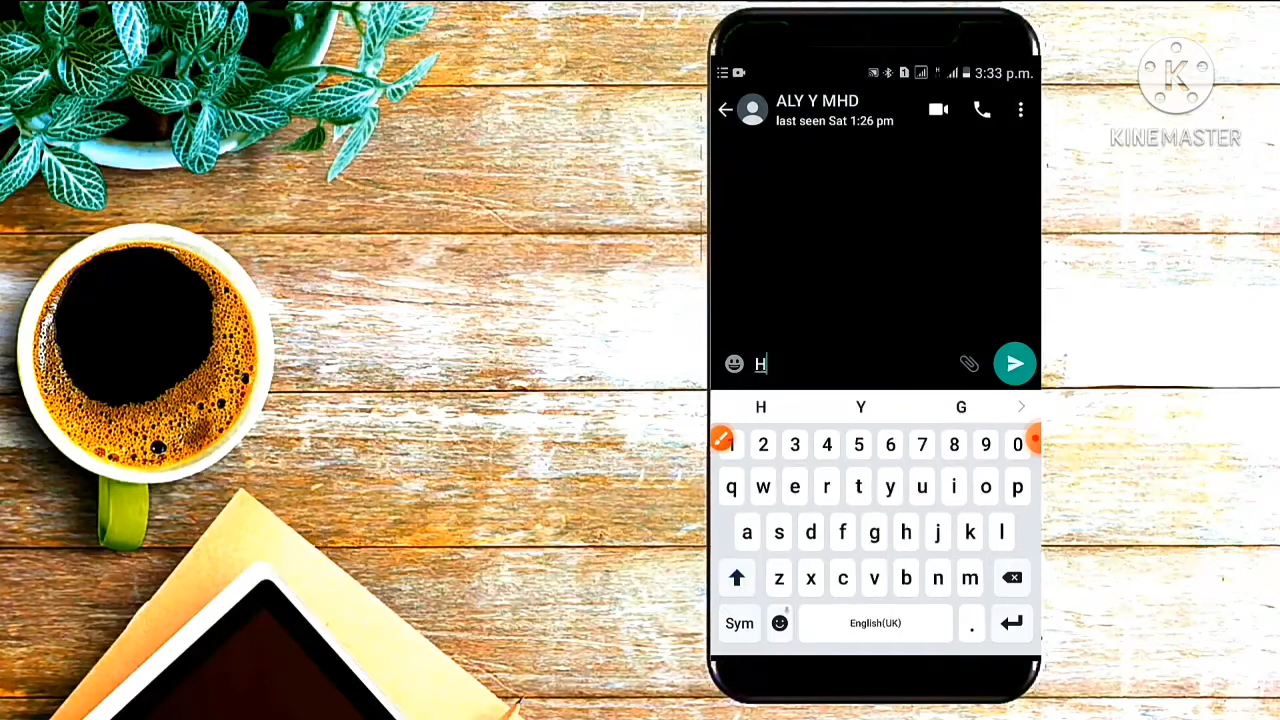 3:33 p.m.
ALY Y MHD
last seen Sat 1:26 pm
K
KINEMASTER
H
H Y G
1 2 3 4 5 6 7 8 9 0
q w e r t y u i o p
a s d f g h j k l
z x c v b n m
Sym English(UK) .